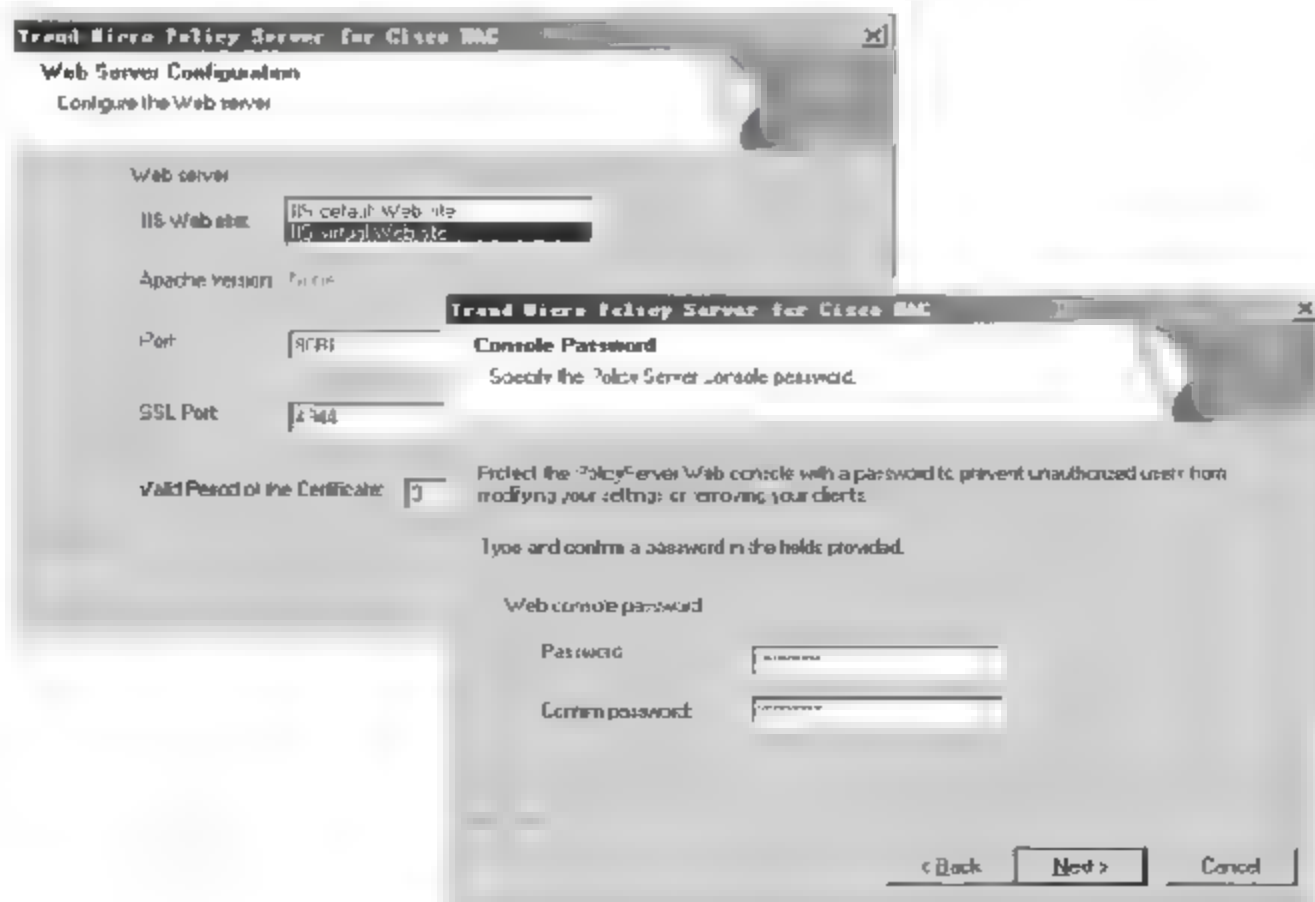 Trend Micro Policy Server for Cisco NAC
Web Server Configuration
Configure the Web server
Web server
IIS Web site:
IIS default Web site
IIS virtual Web site
Apache version:
Port:
SSL Port:
Valid Period of the Certificate:
Trend Micro Policy Server for Cisco NAC
Console Password
Specify the Policy Server console password.
Protect the PolicyServer Web console with a password to prevent unauthorized users from
modifying your settings or removing your clients.
Type and confirm a password in the fields provided.
Web console password
Password:
Confirm password:
< Back
Next >
Cancel